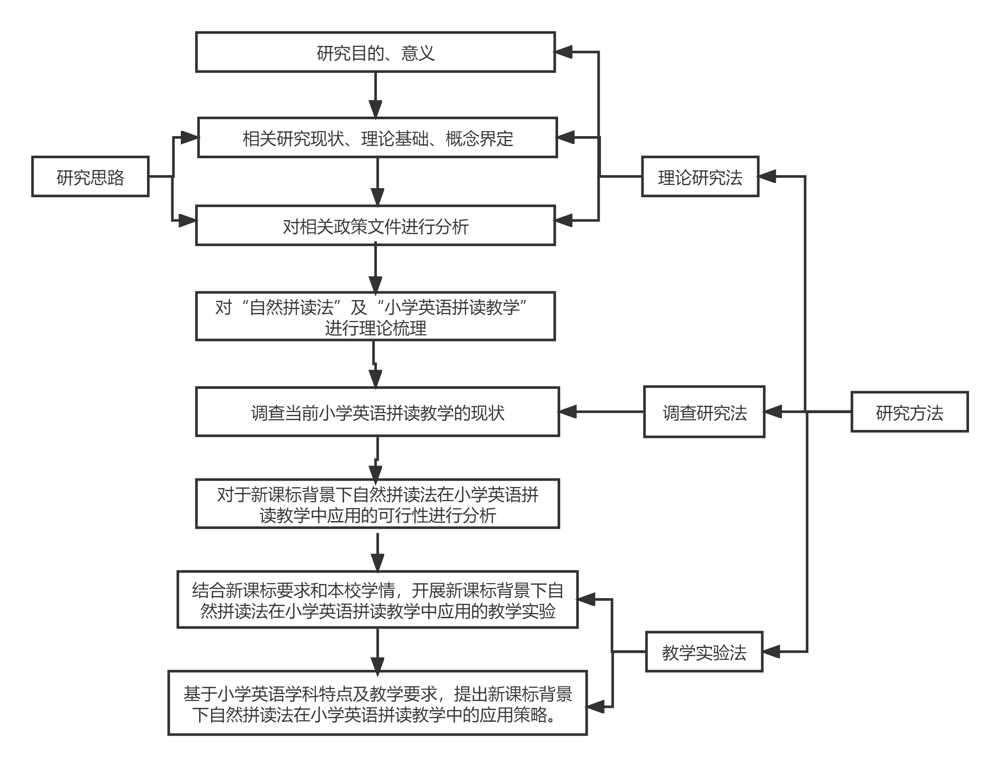 研究目的、意义
相关研究现状、理论基础、概念界定
研究思路
理论研究法
对相关政策文件进行分析
对“自然拼读法”及“小学英语拼读教学”
进行理论梳理
调查当前小学英语拼读教学的现状
调查研究法
研究方法
对于新课标背景下自然拼读法在小学英语拼
读教学中应用的可行性进行分析
结合新课标要求和本校学情，开展新课标背景下自
然拼读法在小学英语拼读教学中应用的教学实验
教学实验法
基于小学英语学科特点及教学要求，提出新课标背景
下自然拼读法在小学英语拼读教学中的应用策略。